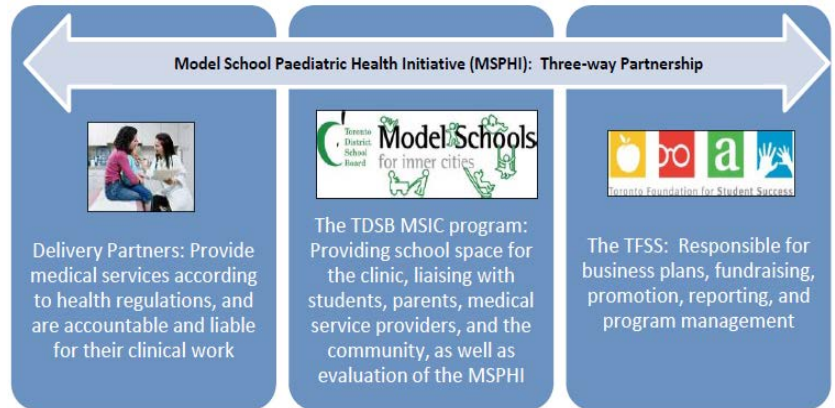 Model School Paediatric Health Initiative (MSPHI): Three-way Partnership
Delivery Partners: Provide
medical services according
to health regulations, and
are accountable and liable
for their clinical work
Toronto
District
School
Board
Model Schools
for inner cities
The TDSB MSIC program:
Providing school space for
the clinic, liaising with
students, parents, medical
service providers, and the
community, as well as
evaluation of the MSPHI
a
Toronto Foundation for Student Success
The TFSS: Responsible for
business plans, fundraising,
promotion, reporting, and
program management